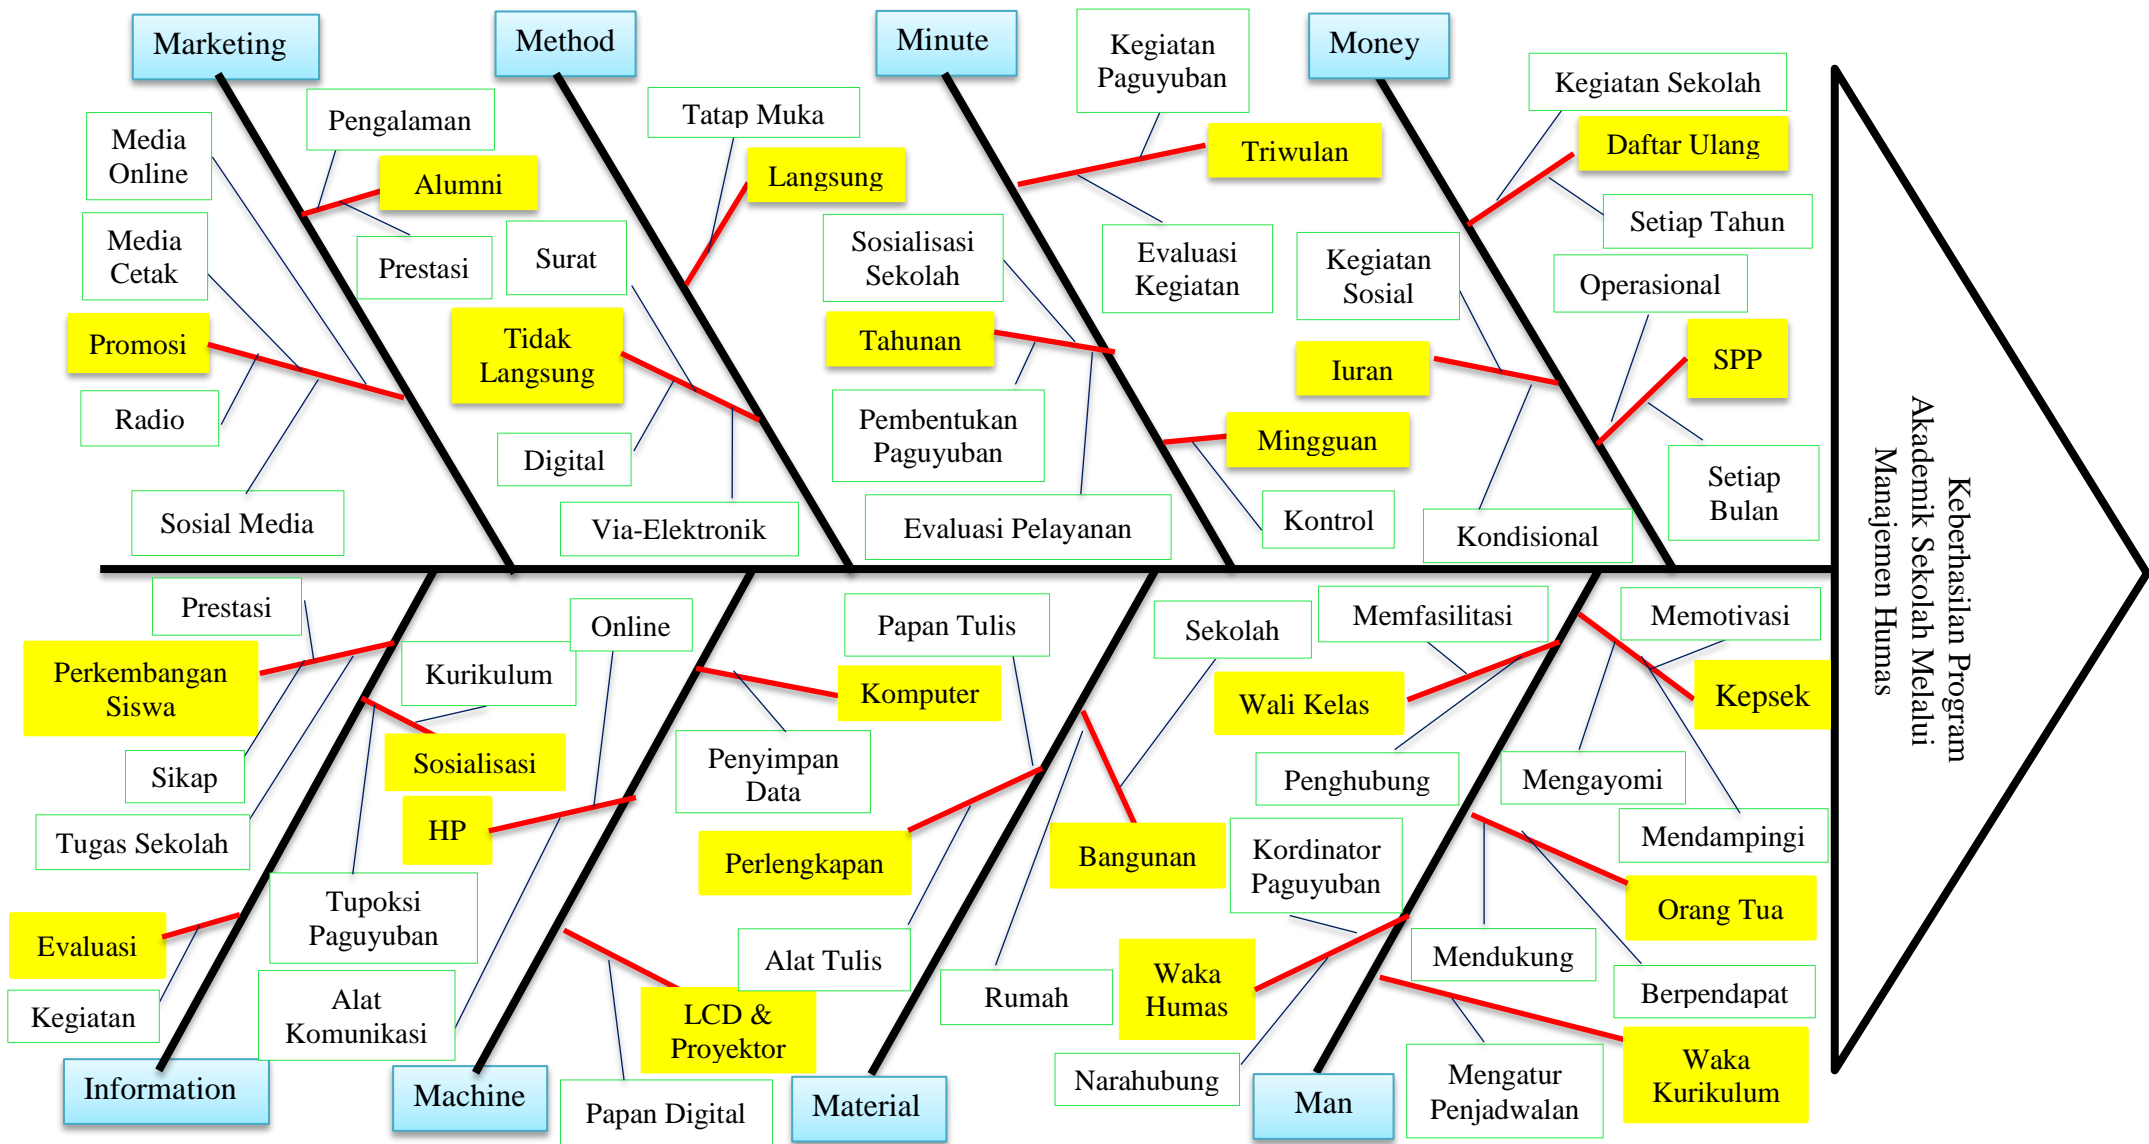 Marketing
Method
Minute
Money
Kegiatan
Paguyuban
Kegiatan Sekolah
Pengalaman
Tatap Muka
Media
Online
Alumni
Langsung
Triwulan
Daftar Ulang
Media
Cetak
Prestasi
Surat
Sosialisasi
Sekolah
Evaluasi
Kegiatan
Kegiatan
Sosial
Setiap Tahun
Operasional
Promosi
Tidak
Langsung
Tahunan
Iuran
SPP
Radio
Digital
Pembentukan
Paguyuban
Mingguan
Setiap
Bulan
Sosial Media
Via-Elektronik
Evaluasi Pelayanan
Kontrol
Kondisional
Keberhasilan Program
Akademik Sekolah Melalui
Manajemen Humas
Prestasi
Online
Papan Tulis
Sekolah
Memfasilitasi
Memotivasi
Perkembangan
Siswa
Kurikulum
Komputer
Wali Kelas
Kepsek
Sikap
Sosialisasi
Penyimpan
Data
Penghubung
Mengayomi
Tugas Sekolah
HP
Perlengkapan
Bangunan
Kordinator
Paguyuban
Mendampingi
Evaluasi
Tupoksi
Paguyuban
Alat Tulis
Mendukung
Orang Tua
Kegiatan
Alat
Komunikasi
LCD &
Proyektor
Rumah
Waka
Humas
Berpendapat
Narahubung
Mengatur
Penjadwalan
Waka
Kurikulum
Information
Machine
Papan Digital
Material
Man